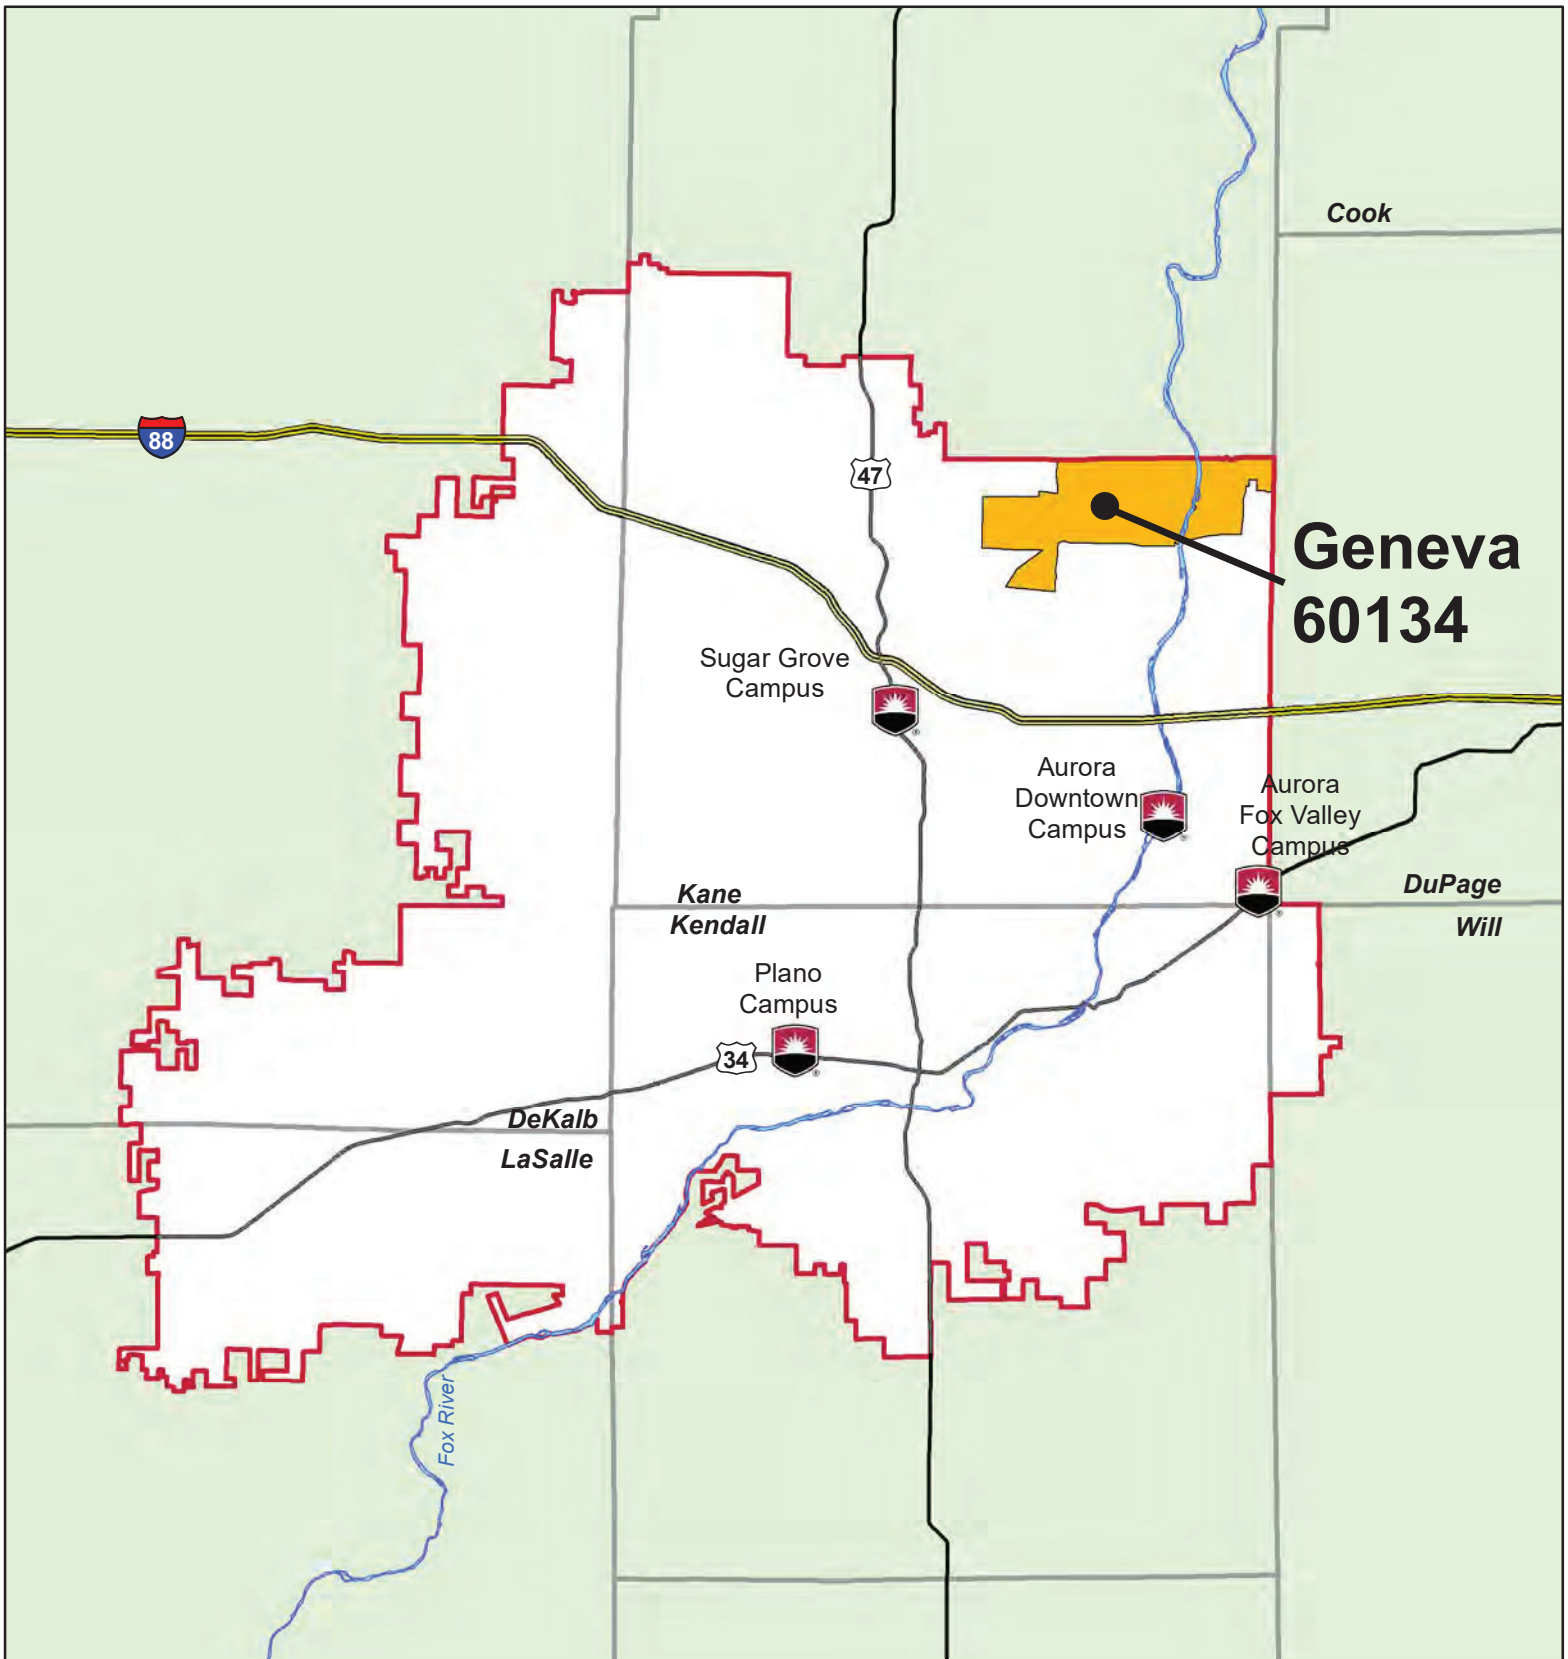 Cook
88
47
Geneva
60134
Sugar Grove
Campus
Aurora
Downtown
Campus
Aurora
Fox Valley
Campus
Kane
Kendall
DuPage
Will
Plano
Campus
34
DeKalb
LaSalle
Fox River